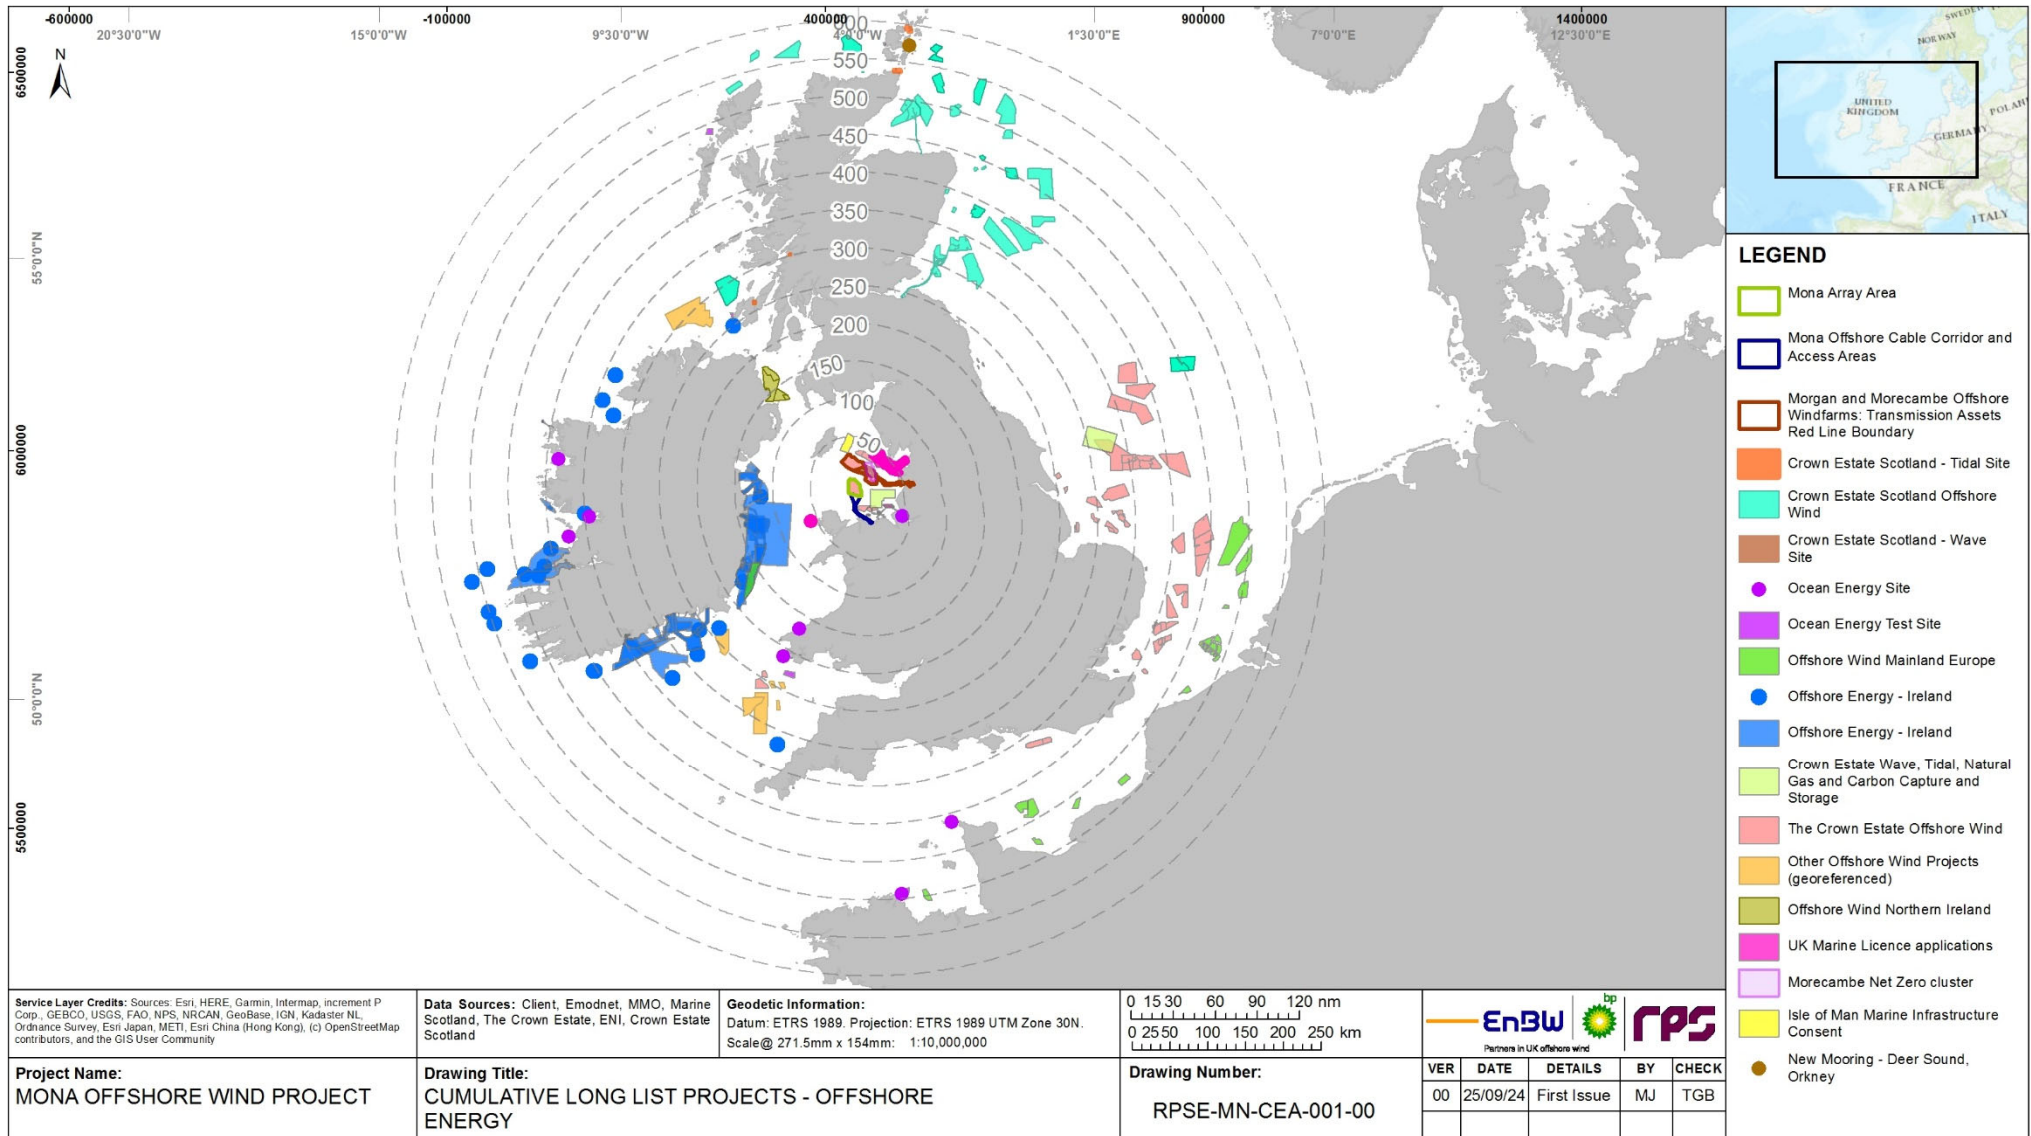 -600000
-100000
400000
900000
1400000
20°30'0"W
15°0'0"W
9°30'0"W
4°0'0"W
1°30'0"E
7°0'0"E
12°30'0"E
6500000
6000000
5500000
55°0'0"N
50°0'0"N
N
600
550
500
450
400
350
300
250
200
150
100
50
SWEDEN
NORWAY
UNITED
KINGDOM
POLAN
GERMANY
FRANCE
ITALY
LEGEND
Mona Array Area
Mona Offshore Cable Corridor and
Access Areas
Morgan and Morecambe Offshore
Windfarms: Transmission Assets
Red Line Boundary
Crown Estate Scotland - Tidal Site
Crown Estate Scotland Offshore
Wind
Crown Estate Scotland - Wave
Site
Ocean Energy Site
Ocean Energy Test Site
Offshore Wind Mainland Europe
Offshore Energy - Ireland
Offshore Energy - Ireland
Crown Estate Wave, Tidal, Natural
Gas and Carbon Capture and
Storage
The Crown Estate Offshore Wind
Other Offshore Wind Projects
(georeferenced)
Offshore Wind Northern Ireland
UK Marine Licence applications
Morecambe Net Zero cluster
Isle of Man Marine Infrastructure
Consent
New Mooring - Deer Sound,
Orkney
Service Layer Credits: Sources: Esri, HERE, Garmin, Intermap, increment P
Corp., GEBCO, USGS, FAO, NPS, NRCAN, GeoBase, IGN, Kadaster NL,
Ordnance Survey, Esri Japan, METI, Esri China (Hong Kong), (c) OpenStreetMap
contributors, and the GIS User Community
Data Sources: Client, Emodnet, MMO, Marine
Scotland, The Crown Estate, ENI, Crown Estate
Scotland
Geodetic Information:
Datum: ETRS 1989. Projection: ETRS 1989 UTM Zone 30N.
Scale@ 271.5mm x 154mm: 1:10,000,000
0 15 30 60 90 120 nm
0 25 50 100 150 200 250 km
EnBW bp rps
Partners in UK offshore wind
Project Name:
MONA OFFSHORE WIND PROJECT
Drawing Title:
CUMULATIVE LONG LIST PROJECTS - OFFSHORE
ENERGY
Drawing Number:
RPSE-MN-CEA-001-00
VER DATE DETAILS BY CHECK
00 25/09/24 First Issue MJ TGB